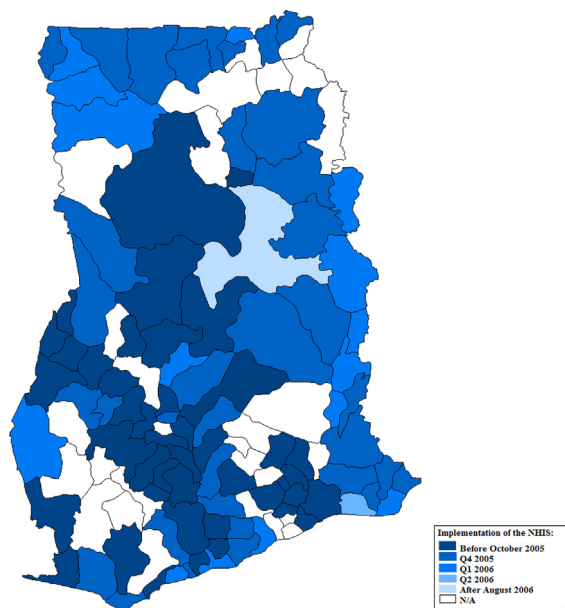 Implementation of the NHIS:
Before October 2005
Q4 2005
Q1 2006
Q2 2006
After August 2006
N/A